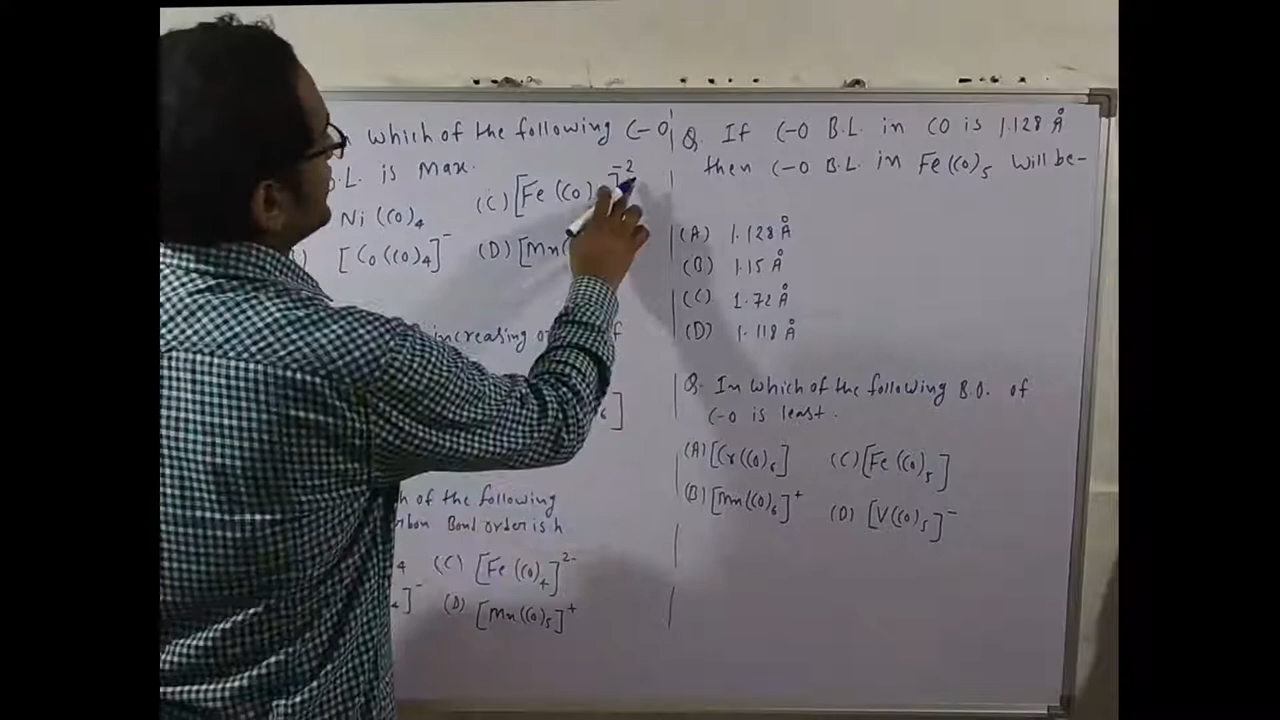 which of the following C-O
B.L. is Max.
Ni(CO)4
(C) [Fe(CO) ]-2
[Co(CO)4]-
(D) [Mn(
increasing
6]
of the following
Bond order is h
4 (C) [Fe(CO)4]2-
4]- (D) [Mn(CO)5]+
Q. If C-O B.L. in CO is 1.128 Å
then C-O B.L. in Fe(CO)5 will be-
(A) 1.128 Å
(B) 1.15 Å
(C) 1.72 Å
(D) 1.118 Å
Q. In which of the following B.O. of
C-O is least.
(A) [Cr(CO)6] (C) [Fe(CO)5]
(B) [Mn(CO)6]+ (D) [V(CO)5]-